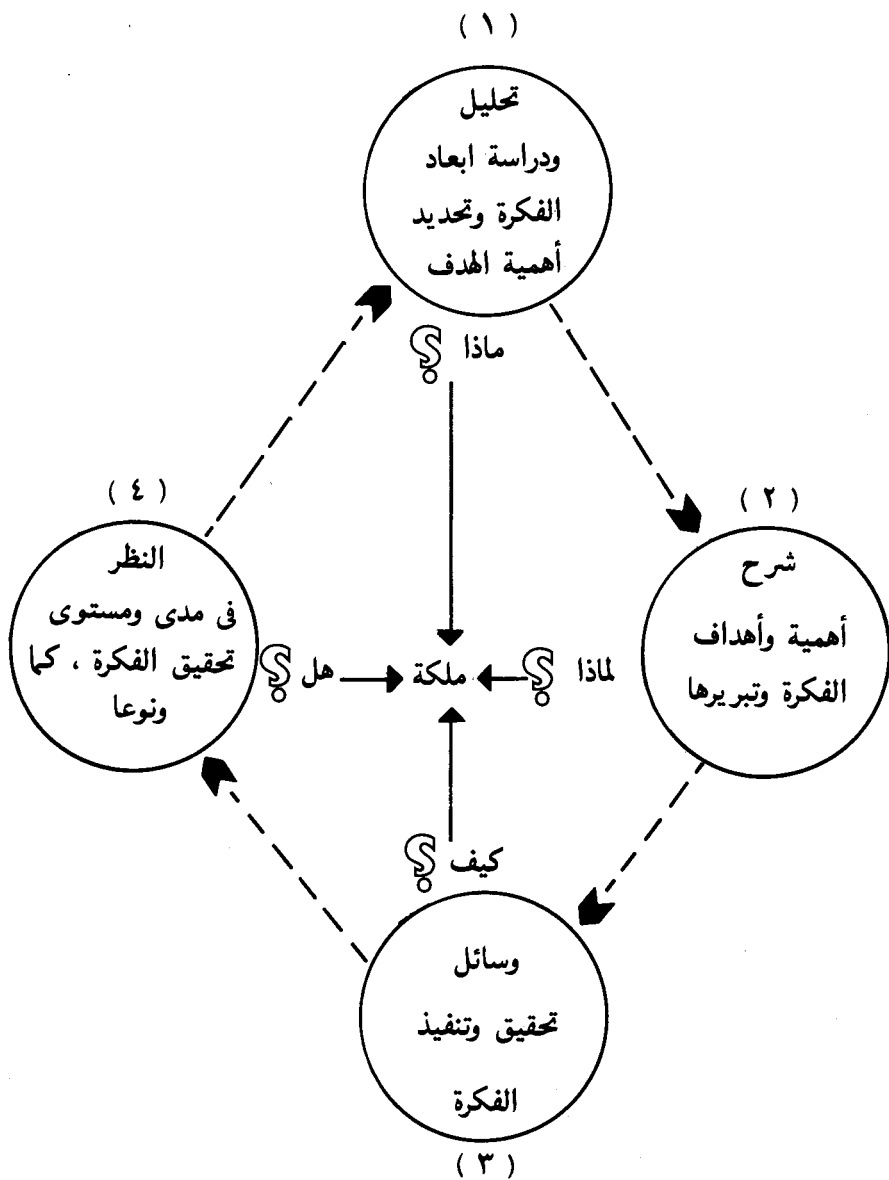 ( ١ )
تحليل
ودراسة ابعاد
الفكرة وتحديد
أهمية الهدف
ماذا ؟
( ٢ )
شرح
أهمية وأهداف
الفكرة وتبريرها
لماذا ؟
( ٤ )
النظر
فى مدى ومستوى
تحقيق الفكرة ، كما
ونوعا
هل ؟
ملكة
كيف ؟
وسائل
تحقيق وتنفيذ
الفكرة
( ٣ )